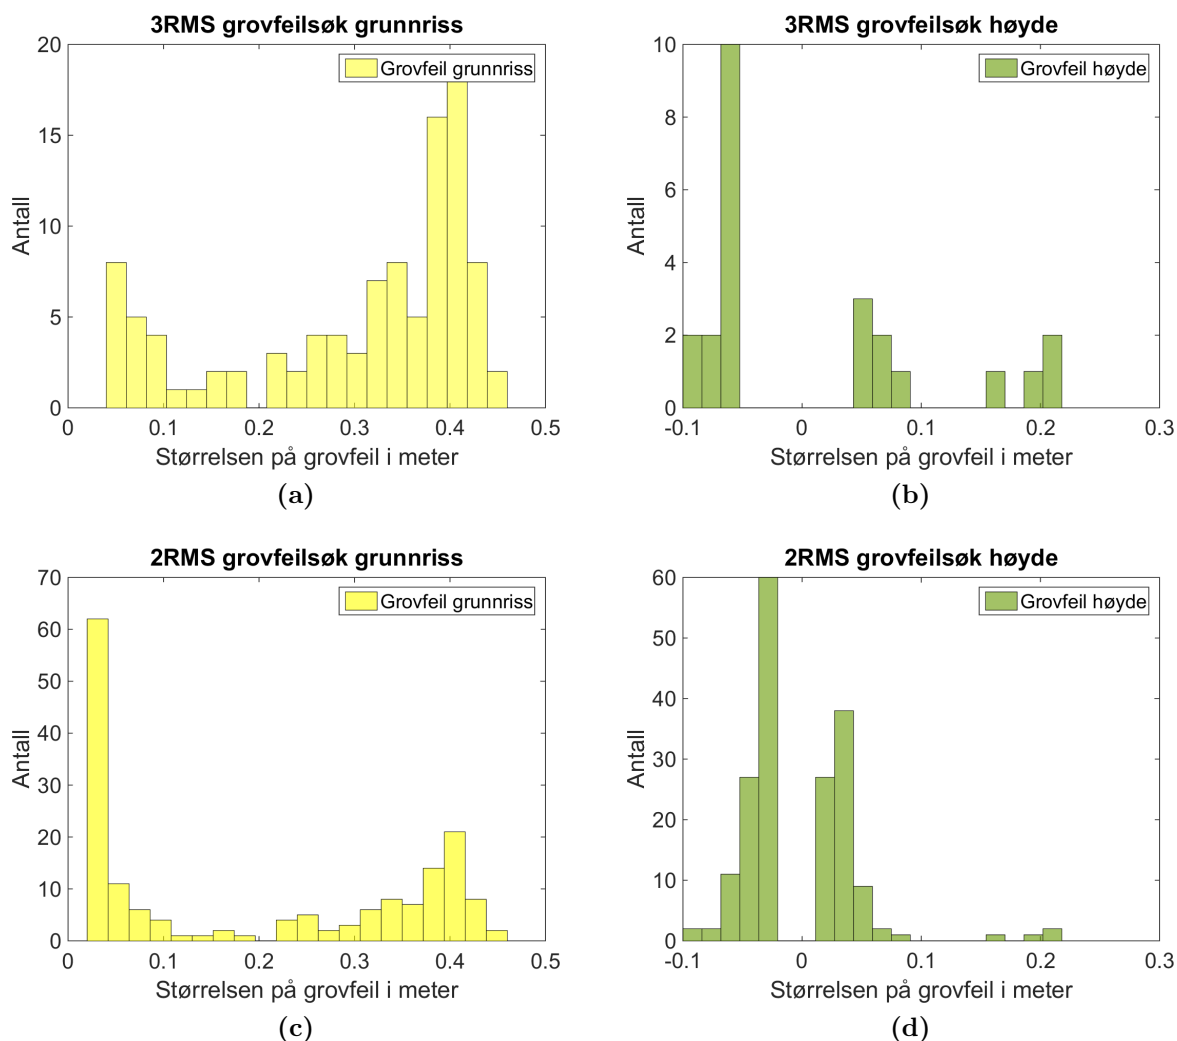 3RMS grovfeilsøk grunnriss
Grovfeil grunnriss
20
15
10
5
0
Antall
0 0.1 0.2 0.3 0.4 0.5
Størrelsen på grovfeil i meter
(a)
3RMS grovfeilsøk høyde
Grovfeil høyde
10
8
6
4
2
0
Antall
-0.1 0 0.1 0.2 0.3
Størrelsen på grovfeil i meter
(b)
2RMS grovfeilsøk grunnriss
Grovfeil grunnriss
70
60
50
40
30
20
10
0
Antall
0 0.1 0.2 0.3 0.4 0.5
Størrelsen på grovfeil i meter
(c)
2RMS grovfeilsøk høyde
Grovfeil høyde
60
50
40
30
20
10
0
Antall
-0.1 0 0.1 0.2 0.3
Størrelsen på grovfeil i meter
(d)